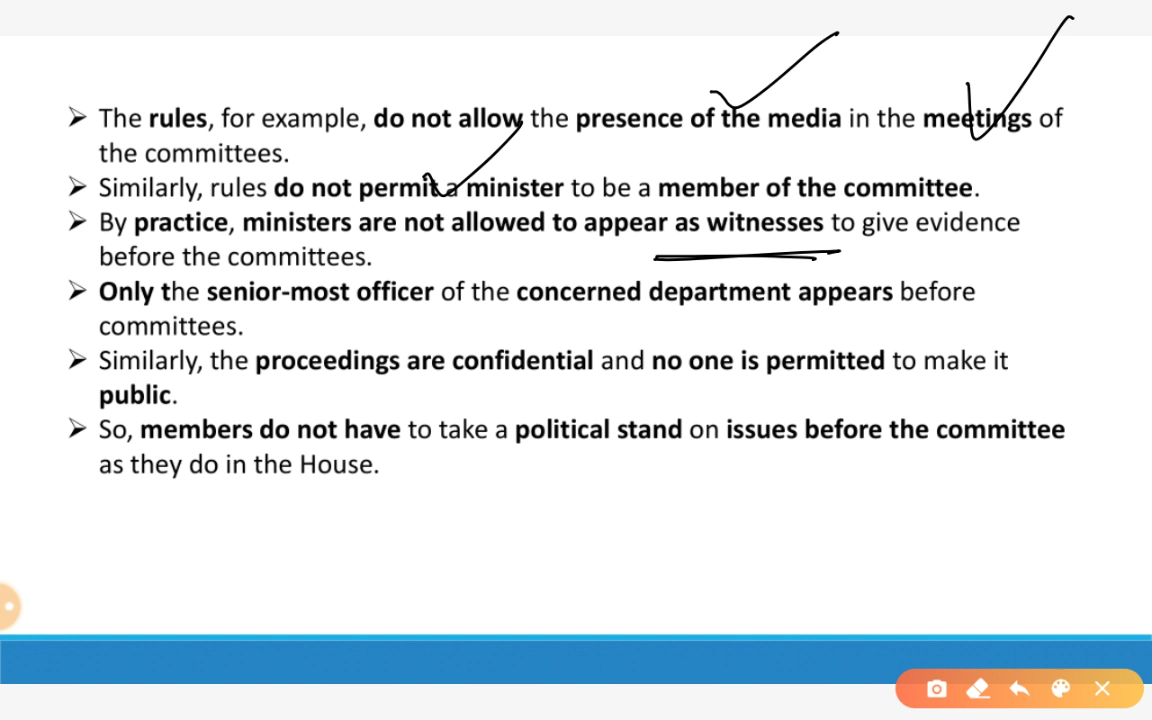 ➢ The rules, for example, do not allow the presence of the media in the meetings of
the committees.
➢ Similarly, rules do not permit a minister to be a member of the committee.
➢ By practice, ministers are not allowed to appear as witnesses to give evidence
before the committees.
➢ Only the senior-most officer of the concerned department appears before
committees.
➢ Similarly, the proceedings are confidential and no one is permitted to make it
public.
➢ So, members do not have to take a political stand on issues before the committee
as they do in the House.